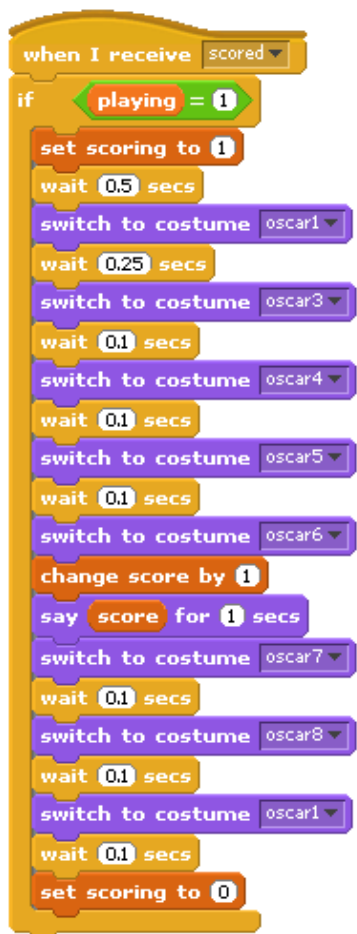 when I receive scored
if playing = 1
set scoring to 1
wait 0.5 secs
switch to costume oscar1
wait 0.25 secs
switch to costume oscar3
wait 0.1 secs
switch to costume oscar4
wait 0.1 secs
switch to costume oscar5
wait 0.1 secs
switch to costume oscar6
change score by 1
say score for 1 secs
switch to costume oscar7
wait 0.1 secs
switch to costume oscar8
wait 0.1 secs
switch to costume oscar1
wait 0.1 secs
set scoring to 0